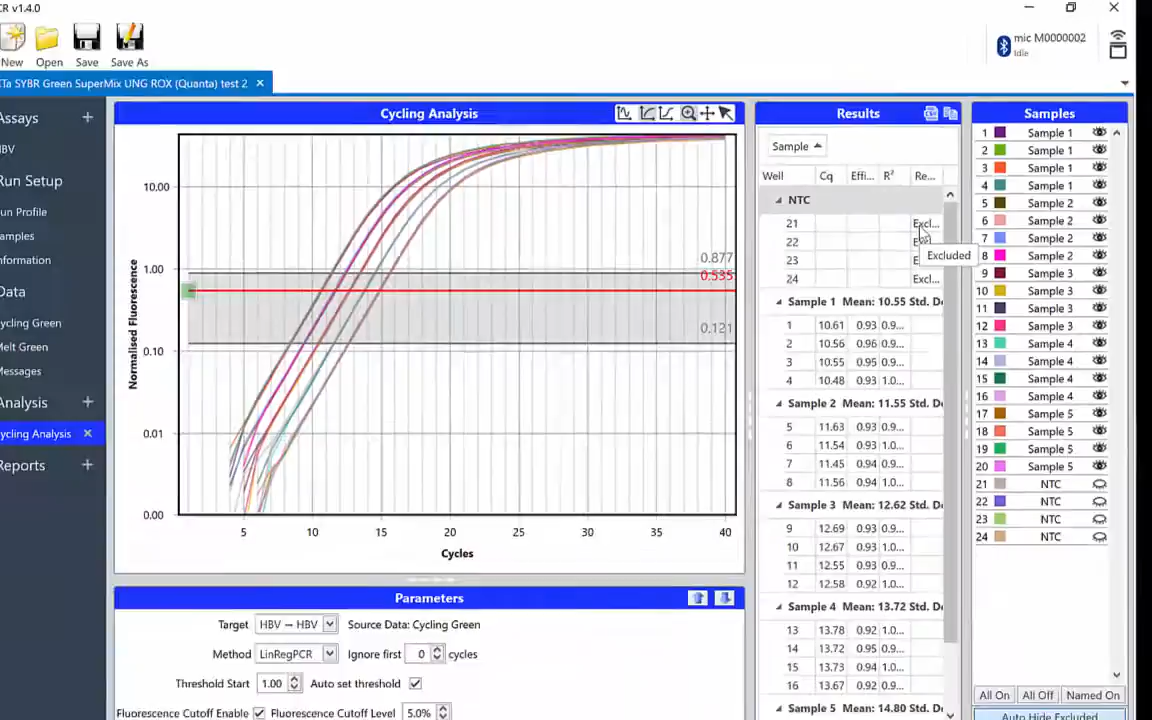 CR v1.4.0
New
Open
Save
Save As
mic M0000002
Idle
CTa SYBR Green SuperMix UNG ROX (Quanta) test 2 ×
Assays +
HBV
Run Setup
Run Profile
Samples
Information
Data
Cycling Green
Melt Green
Messages
Analysis +
Cycling Analysis ×
Reports +
Cycling Analysis
Normalised Fluorescence
10.00
1.00
0.10
0.01
0.00
0.877
0.535
0.121
5 10 15 20 25 30 35 40
Cycles
Parameters
Target HBV – HBV Source Data: Cycling Green
Method LinRegPCR Ignore first 0 cycles
Threshold Start 1.00 Auto set threshold
Fluorescence Cutoff Enable Fluorescence Cutoff Level 5.0%
Results
Sample
Well Cq Effi... R² Re...
NTC
21 Excl...
22
23
24 Excl...
Excluded
Sample 1 Mean: 10.55 Std. De
1 10.61 0.93 0.9...
2 10.56 0.96 0.9...
3 10.55 0.95 0.9...
4 10.48 0.93 1.0...
Sample 2 Mean: 11.55 Std. De
5 11.63 0.93 0.9...
6 11.54 0.93 1.0...
7 11.45 0.94 0.9...
8 11.56 0.94 1.0...
Sample 3 Mean: 12.62 Std. De
9 12.69 0.93 0.9...
10 12.67 0.93 1.0...
11 12.55 0.93 1.0...
12 12.58 0.92 1.0...
Sample 4 Mean: 13.72 Std. De
13 13.78 0.92 1.0...
14 13.72 0.95 0.9...
15 13.73 0.94 0.9...
16 13.67 0.92 0.9...
Sample 5 Mean: 14.80 Std. De
Samples
1 Sample 1
2 Sample 1
3 Sample 1
4 Sample 1
5 Sample 2
6 Sample 2
7 Sample 2
8 Sample 2
9 Sample 3
10 Sample 3
11 Sample 3
12 Sample 3
13 Sample 4
14 Sample 4
15 Sample 4
16 Sample 4
17 Sample 5
18 Sample 5
19 Sample 5
20 Sample 5
21 NTC
22 NTC
23 NTC
24 NTC
All On All Off Named On
Auto Hide Excluded